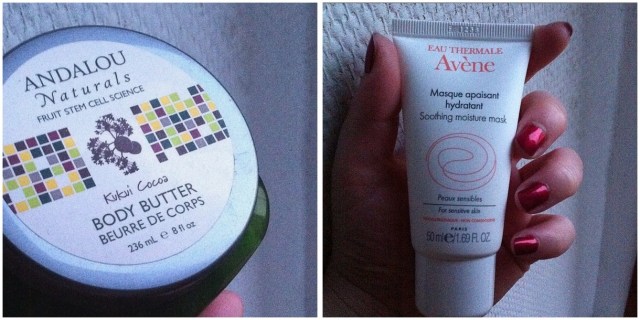 ANDALOU
Naturals
FRUIT STEM CELL SCIENCE
Kukui Cocoa
BODY BUTTER
BEURRE DE CORPS
236 mL e 8 fl oz
EAU THERMALE
Avène
Masque apaisant
hydratant
Soothing moisture mask
Peaux sensibles
For sensitive skin
PARIS
50 ml e/1.69 FL.OZ.